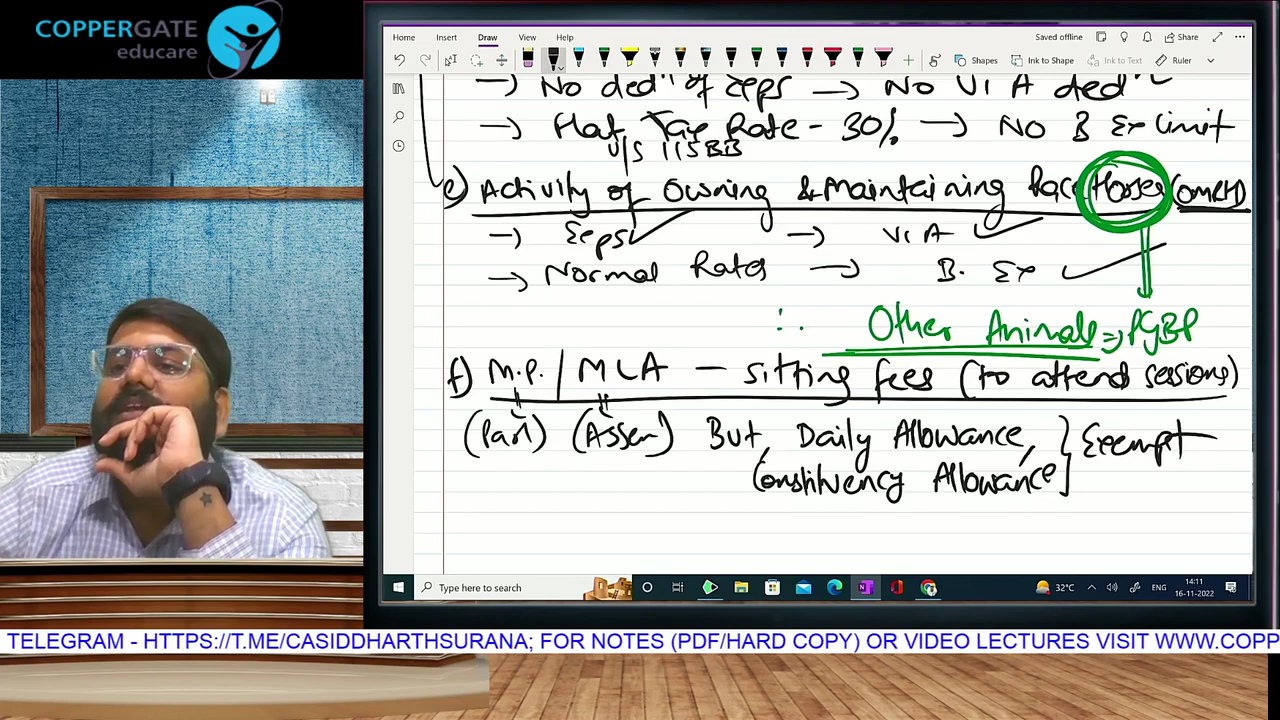 COPPERGATE
educare
Home Insert Draw View Help
Saved offline
Share
Shapes
Ink to Shape
Ink to Text
Ruler
→ No dedn of Exps → No VI A dedn
→ Flat Tax Rate - 30% → No B Ex limit
U/S 115BB
e) Activity of Owning & Maintaining Race Horses (OMRH)
→ Exps ✓ → VI A ✓
→ Normal Rates → B. Ex ✓
∴ Other Animals ⇒ PGBP
f) M.P. / MLA — sitting fees (to attend sessions)
(Parl) (Assem) But, Daily Allowance, } Exempt
Constituency Allowance
Type here to search
32°C
ENG
14:11
16-11-2022
TELEGRAM - HTTPS://T.ME/CASIDDHARTHSURANA; FOR NOTES (PDF/HARD COPY) OR VIDEO LECTURES VISIT WWW.COPP